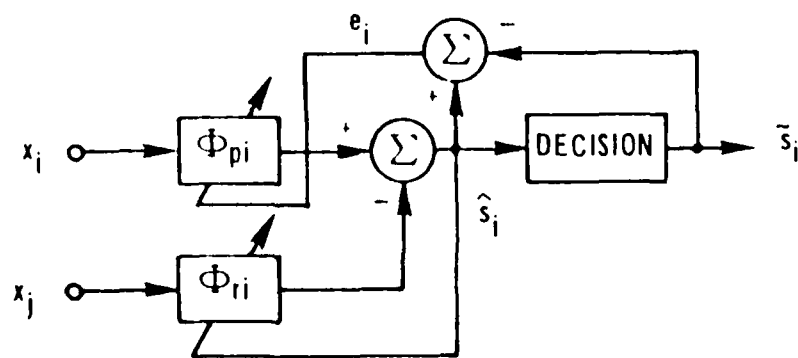 e_i
Σ
−
+
x_i
Φ_pi
+
Σ
−
DECISION
s̃_i
ŝ_i
x_j
Φ_ri